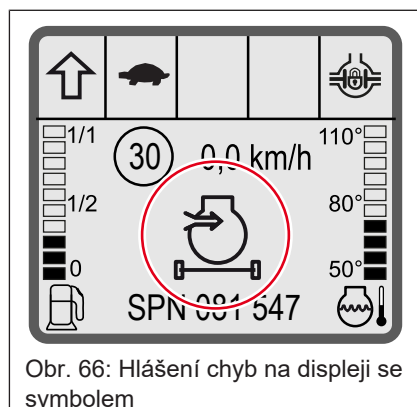 1/1
110°
30
0,0 km/h
1/2
80°
0
50°
SPN 081 547
Obr. 66: Hlášení chyb na displeji se
symbolem